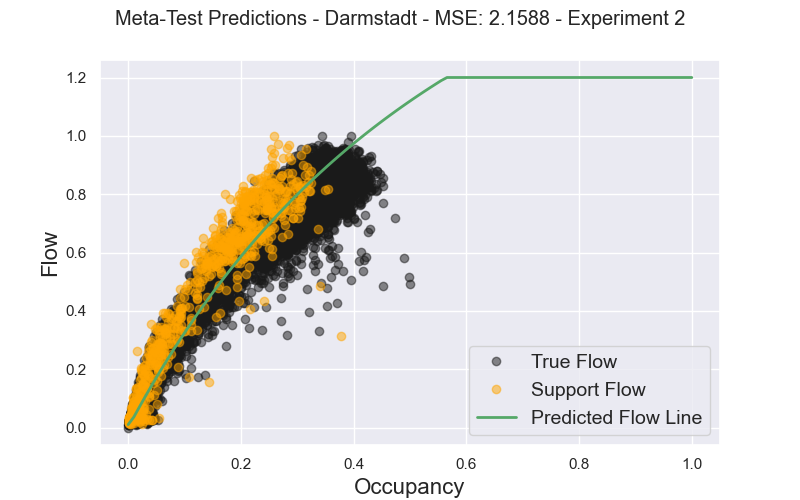 Meta-Test Predictions - Darmstadt - MSE: 2.1588 - Experiment 2
1.2
1.0
0.8
0.6
0.4
0.2
0.0
Flow
True Flow
Support Flow
Predicted Flow Line
0.0 0.2 0.4 0.6 0.8 1.0
Occupancy